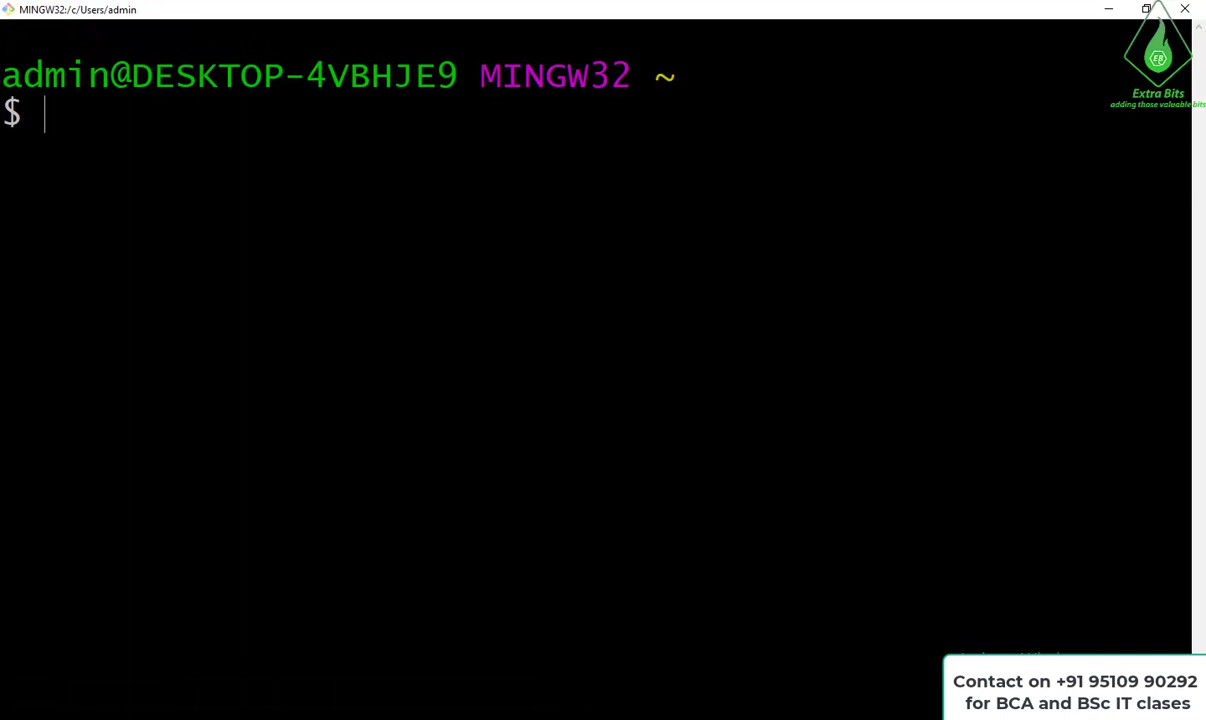 MINGW32:/c/Users/admin
admin@DESKTOP-4VBHJE9 MINGW32 ~
$
EB
Extra Bits
adding those valuable bits
Contact on +91 95109 90292
for BCA and BSc IT clases